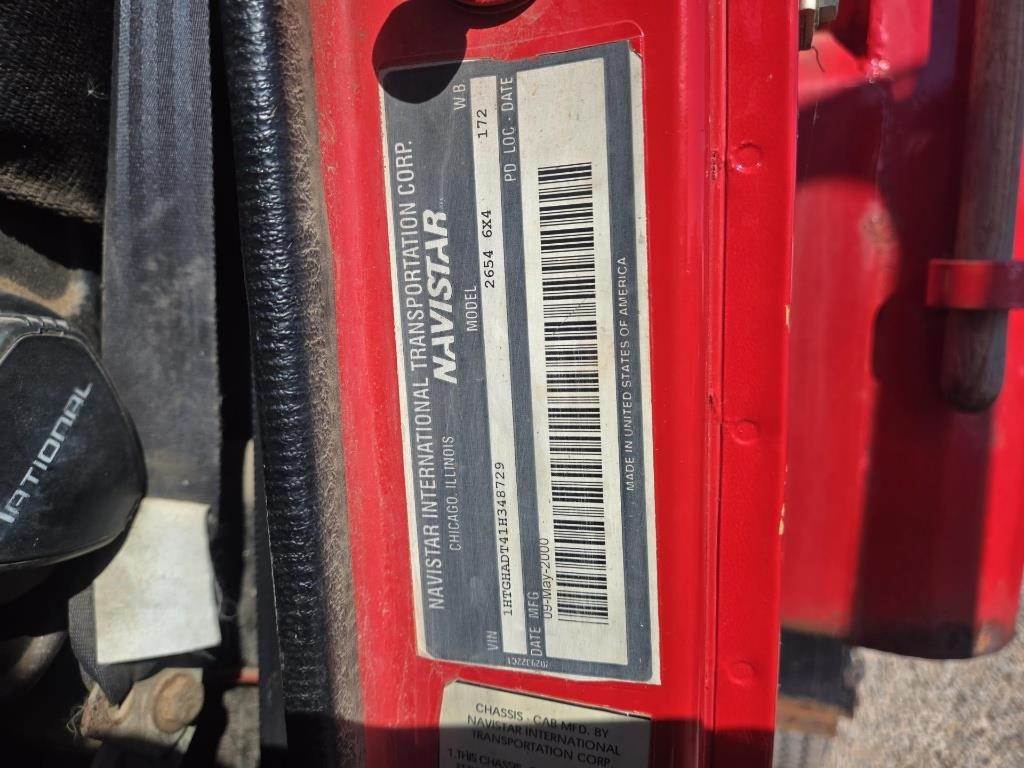 NAVISTAR INTERNATIONAL TRANSPORTATION CORP.
CHICAGO, ILLINOIS NAVISTAR
VIN MODEL W.B.
1HTGHADT41H348729 2654 6X4 172
DATE MFG PD LOC - DATE
09-May-2000
MADE IN UNITED STATES OF AMERICA
CHASSIS - CAB MFD. BY
NAVISTAR INTERNATIONAL
TRANSPORTATION CORP.
1. THIS CHASSIS
NATIONAL